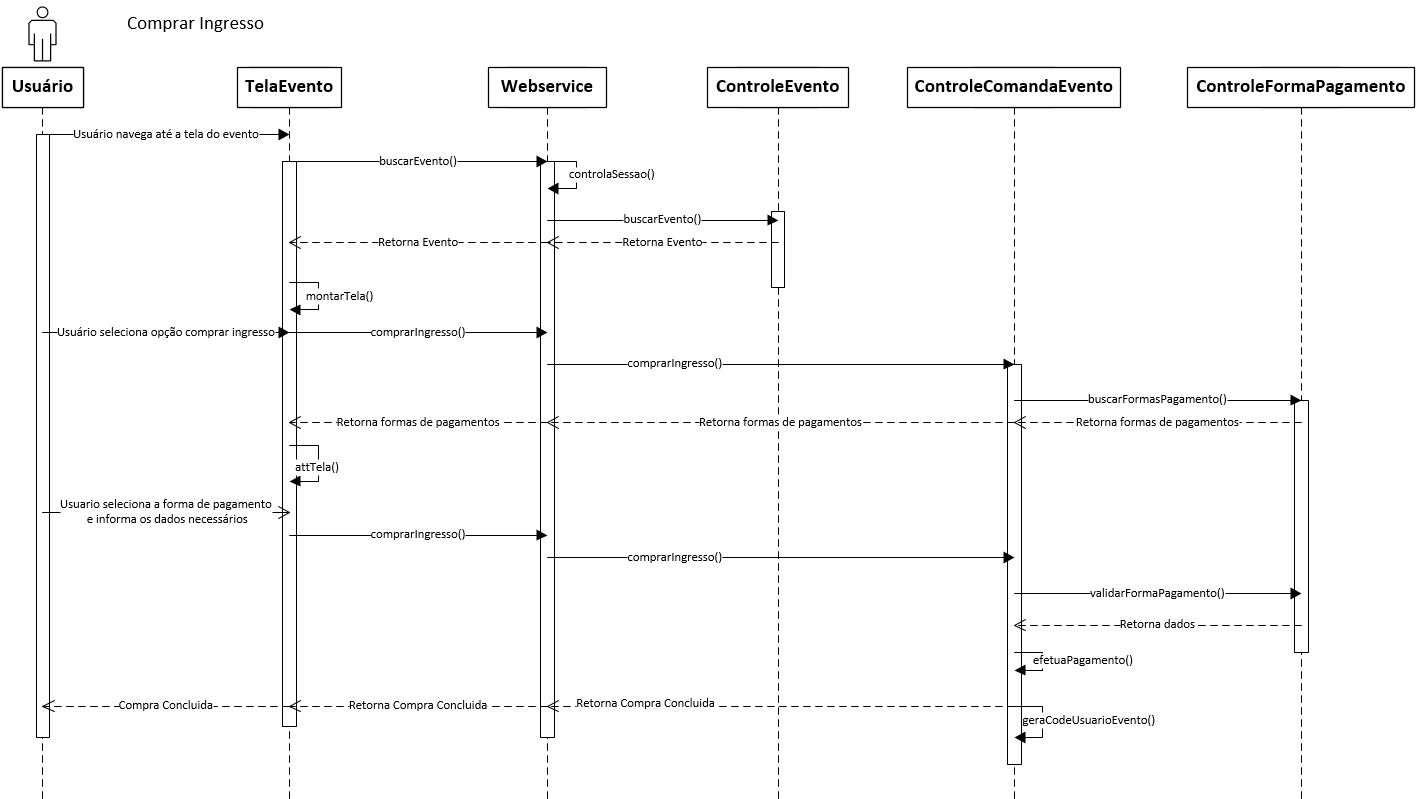 Comprar Ingresso
Usuário
TelaEvento
Webservice
ControleEvento
ControleComandaEvento
ControleFormaPagamento
Usuário navega até a tela do evento
buscarEvento()
controlaSessao()
buscarEvento()
Retorna Evento
Retorna Evento
montarTela()
Usuário seleciona opção comprar ingresso
comprarIngresso()
comprarIngresso()
buscarFormasPagamento()
Retorna formas de pagamentos
Retorna formas de pagamentos
Retorna formas de pagamentos
attTela()
Usuario seleciona a forma de pagamento
e informa os dados necessários
comprarIngresso()
comprarIngresso()
validarFormaPagamento()
Retorna dados
efetuaPagamento()
Compra Concluida
Retorna Compra Concluida
Retorna Compra Concluida
geraCodeUsuarioEvento()